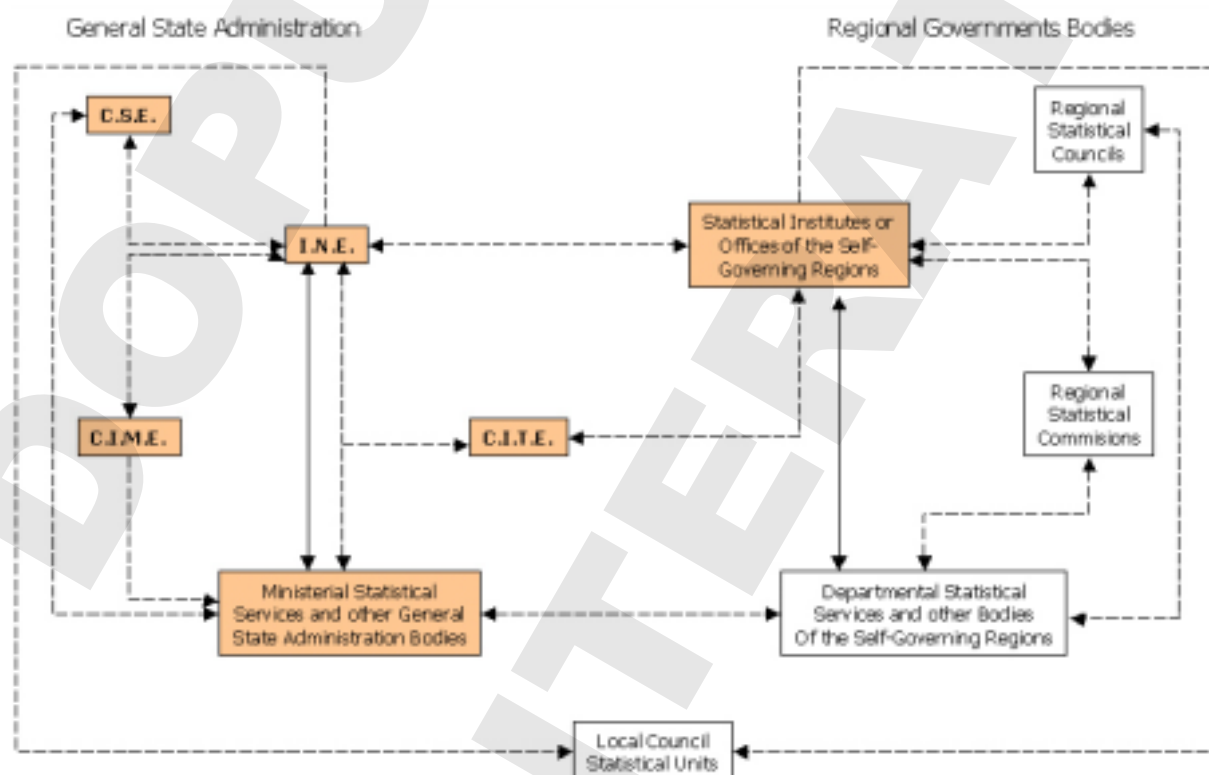 General State Administration
Regional Governments Bodies
C.S.E.
Regional
Statistical
Councils
I.N.E.
Statistical Institutes or
Offices of the Self-
Governing Regions
Regional
Statistical
Commisions
C.I.M.E.
C.I.T.E.
Ministerial Statistical
Services and other General
State Administration Bodies
Departmental Statistical
Services and other Bodies
Of the Self-Governing Regions
Local Council
Statistical Units